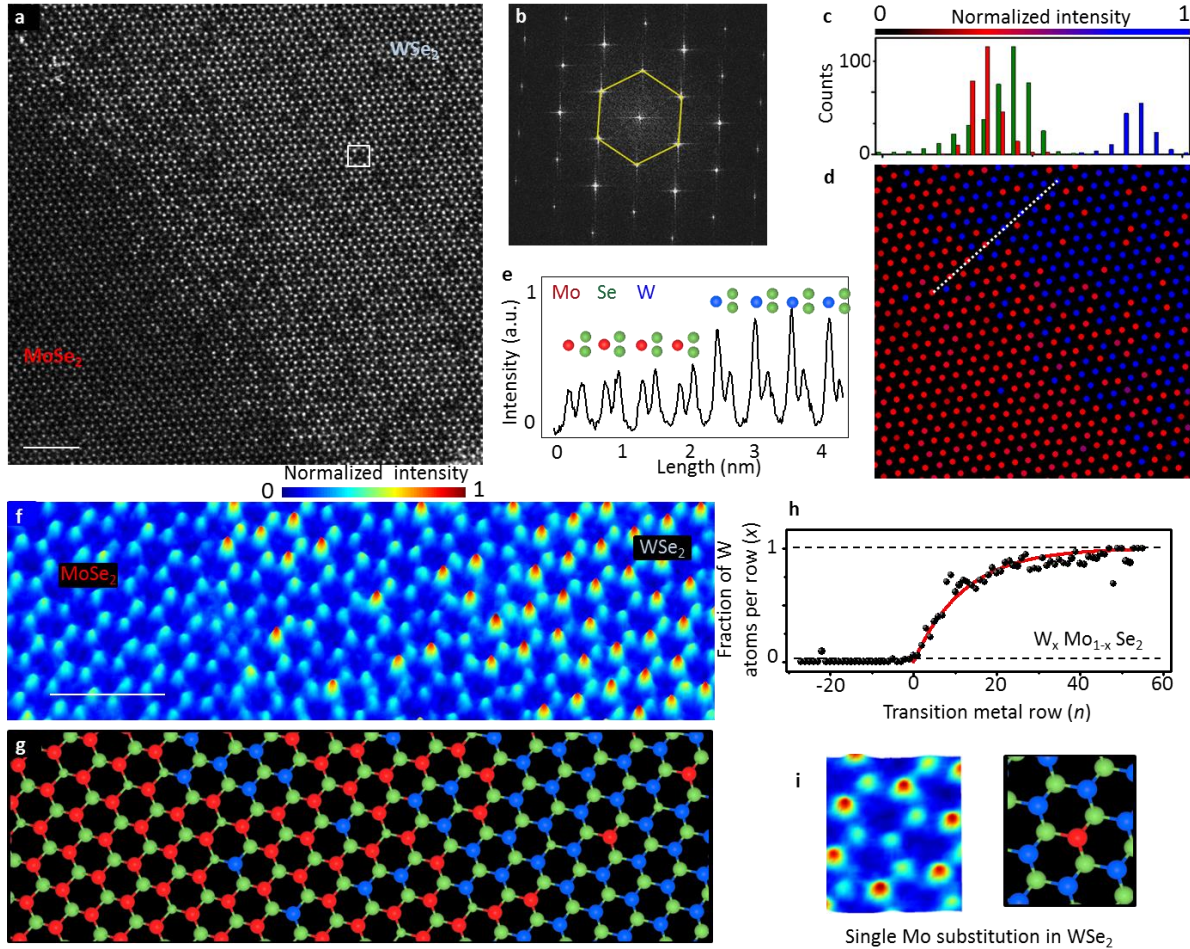 a
WSe₂
MoSe₂
b
c
0 Normalized intensity 1
100
Counts
d
e
1
Mo Se W
Intensity (a.u.)
0
0 1 2 3 4
Length (nm)
Normalized intensity
0 1
f
MoSe₂
WSe₂
g
h
Fraction of W
atoms per row (x)
1
0
WₓMo₁₋ₓSe₂
-20 0 20 40 60
Transition metal row (n)
i
Single Mo substitution in WSe₂